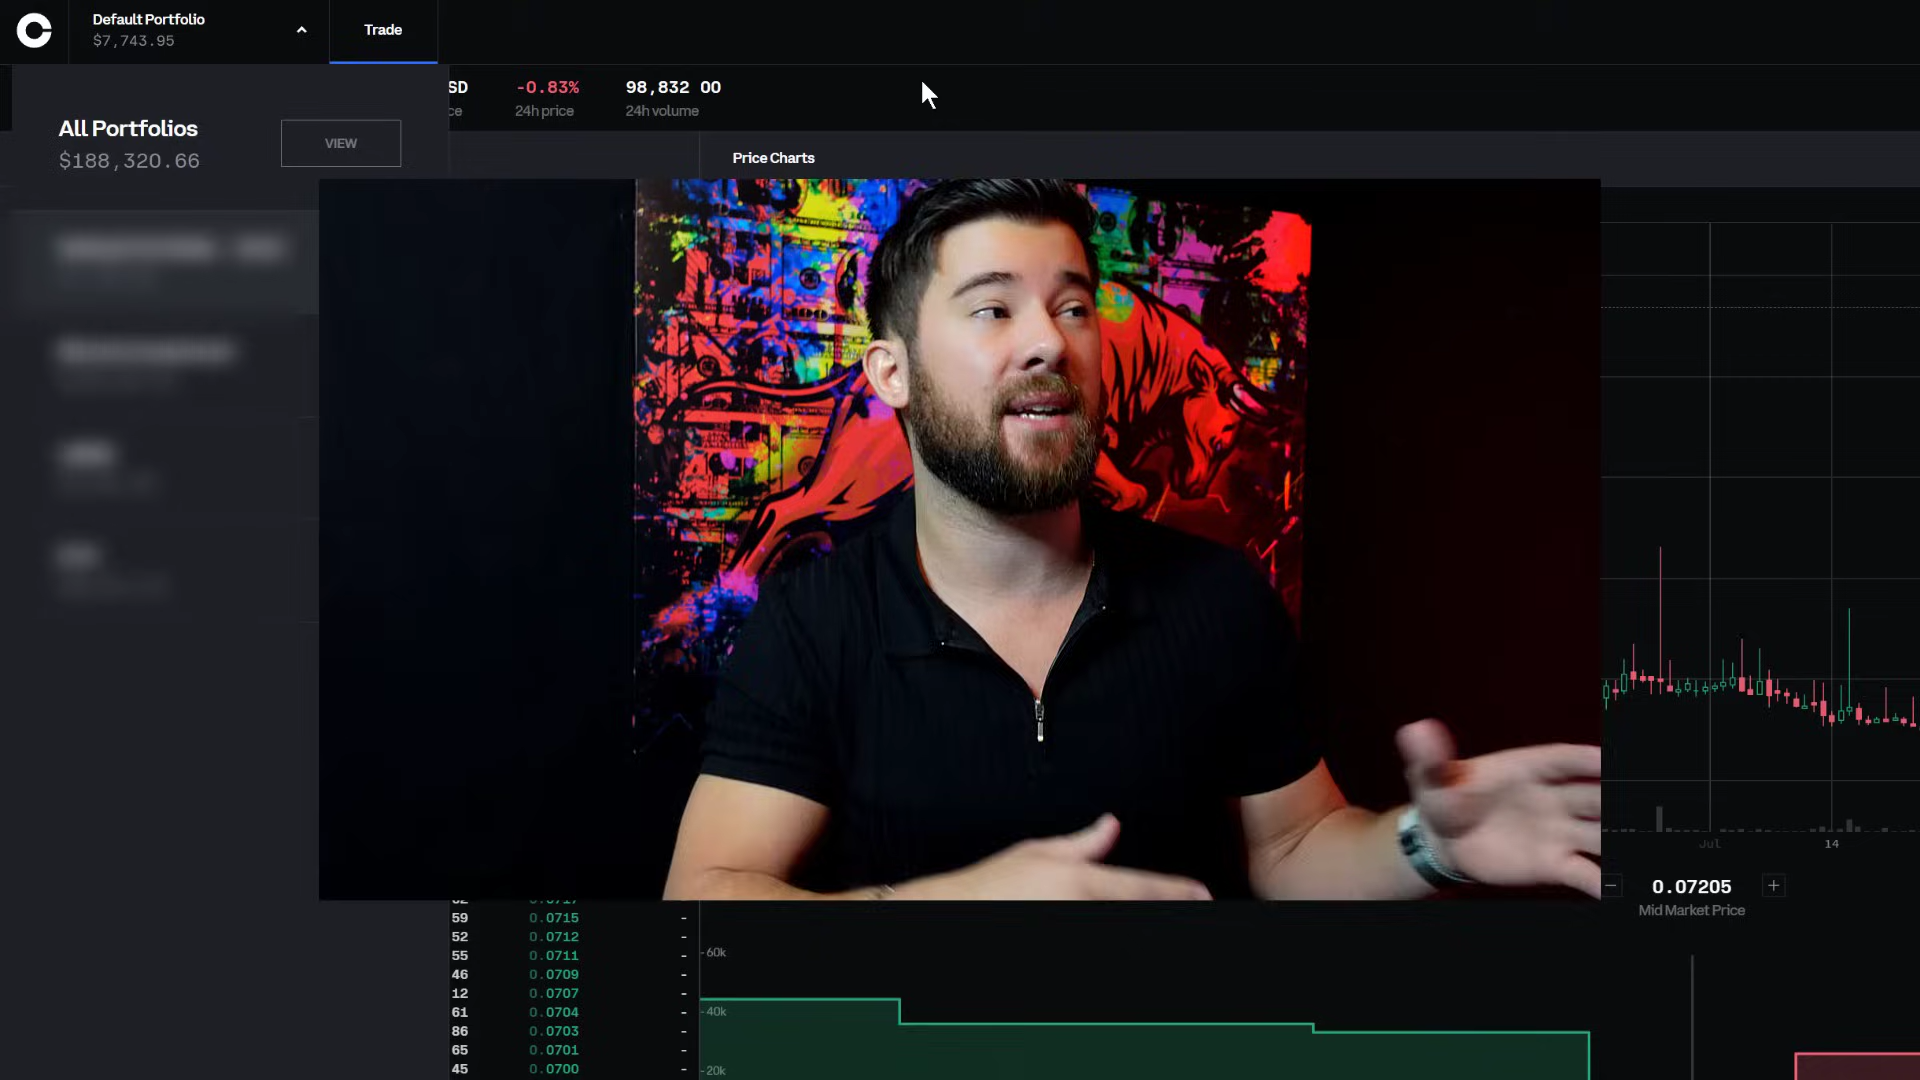 Default Portfolio
$7,743.95
Trade
All Portfolios
$188,320.66
VIEW
SD
-0.83%
98,832 00
ce
24h price
24h volume
Price Charts
Jul
14
0.07205
Mid Market Price
59 0.0715 -
52 0.0712 -
55 0.0711 -
46 0.0709 -
12 0.0707 -
61 0.0704 -
86 0.0703 -
65 0.0701 -
45 0.0700 -
-60k
-40k
-20k